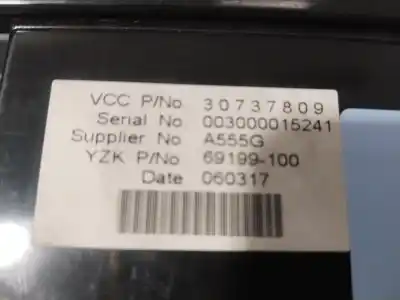 VCC P/No. 30737809
Serial No 003000015241
Supplier No A555G
YZK P/No 69199-100
Date 060317